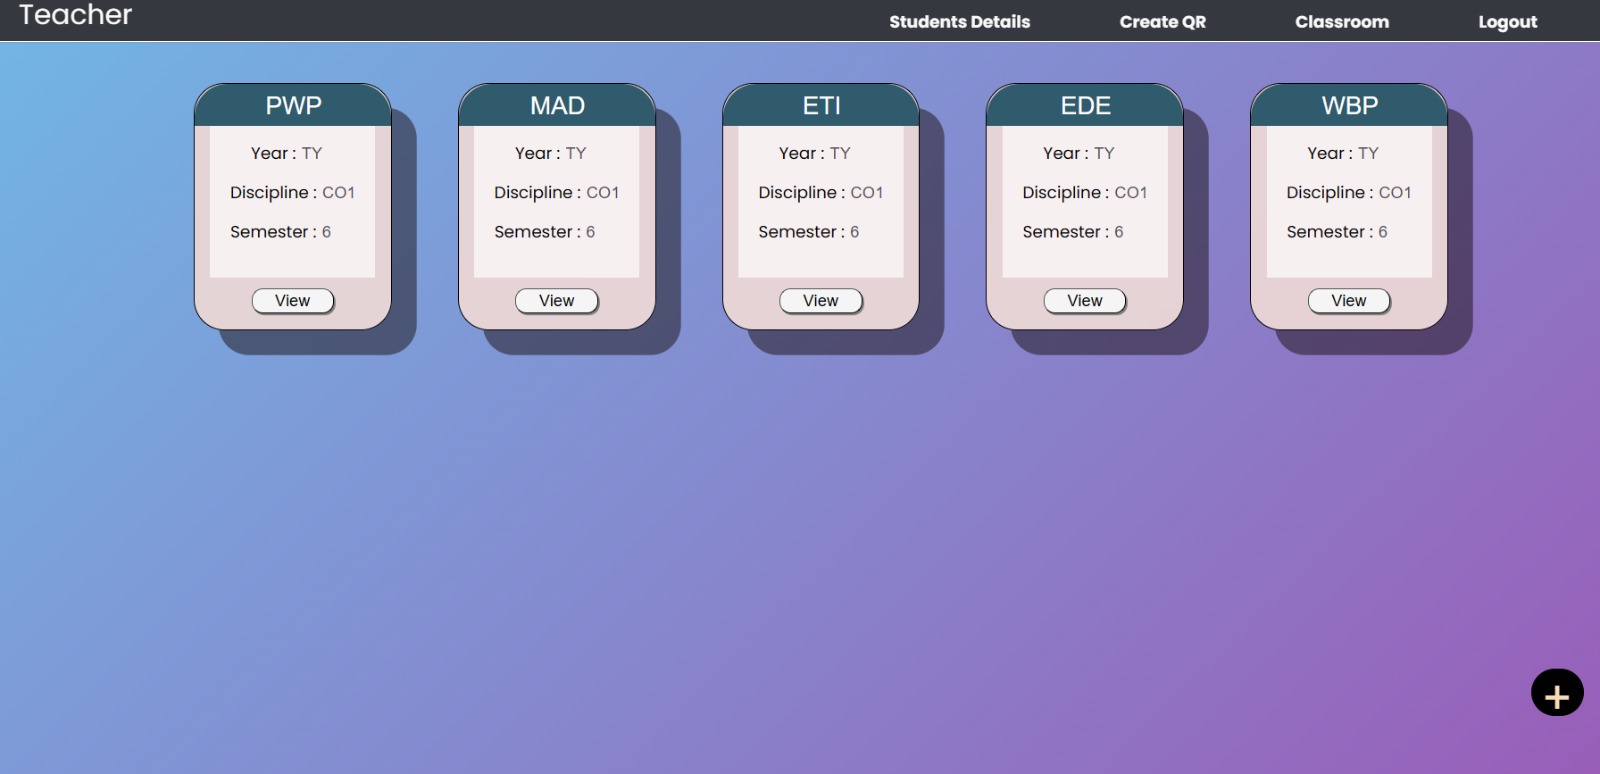 Teacher
Students Details Create QR Classroom Logout
PWP
Year : TY
Discipline : CO1
Semester : 6
View
MAD
Year : TY
Discipline : CO1
Semester : 6
View
ETI
Year : TY
Discipline : CO1
Semester : 6
View
EDE
Year : TY
Discipline : CO1
Semester : 6
View
WBP
Year : TY
Discipline : CO1
Semester : 6
View
+